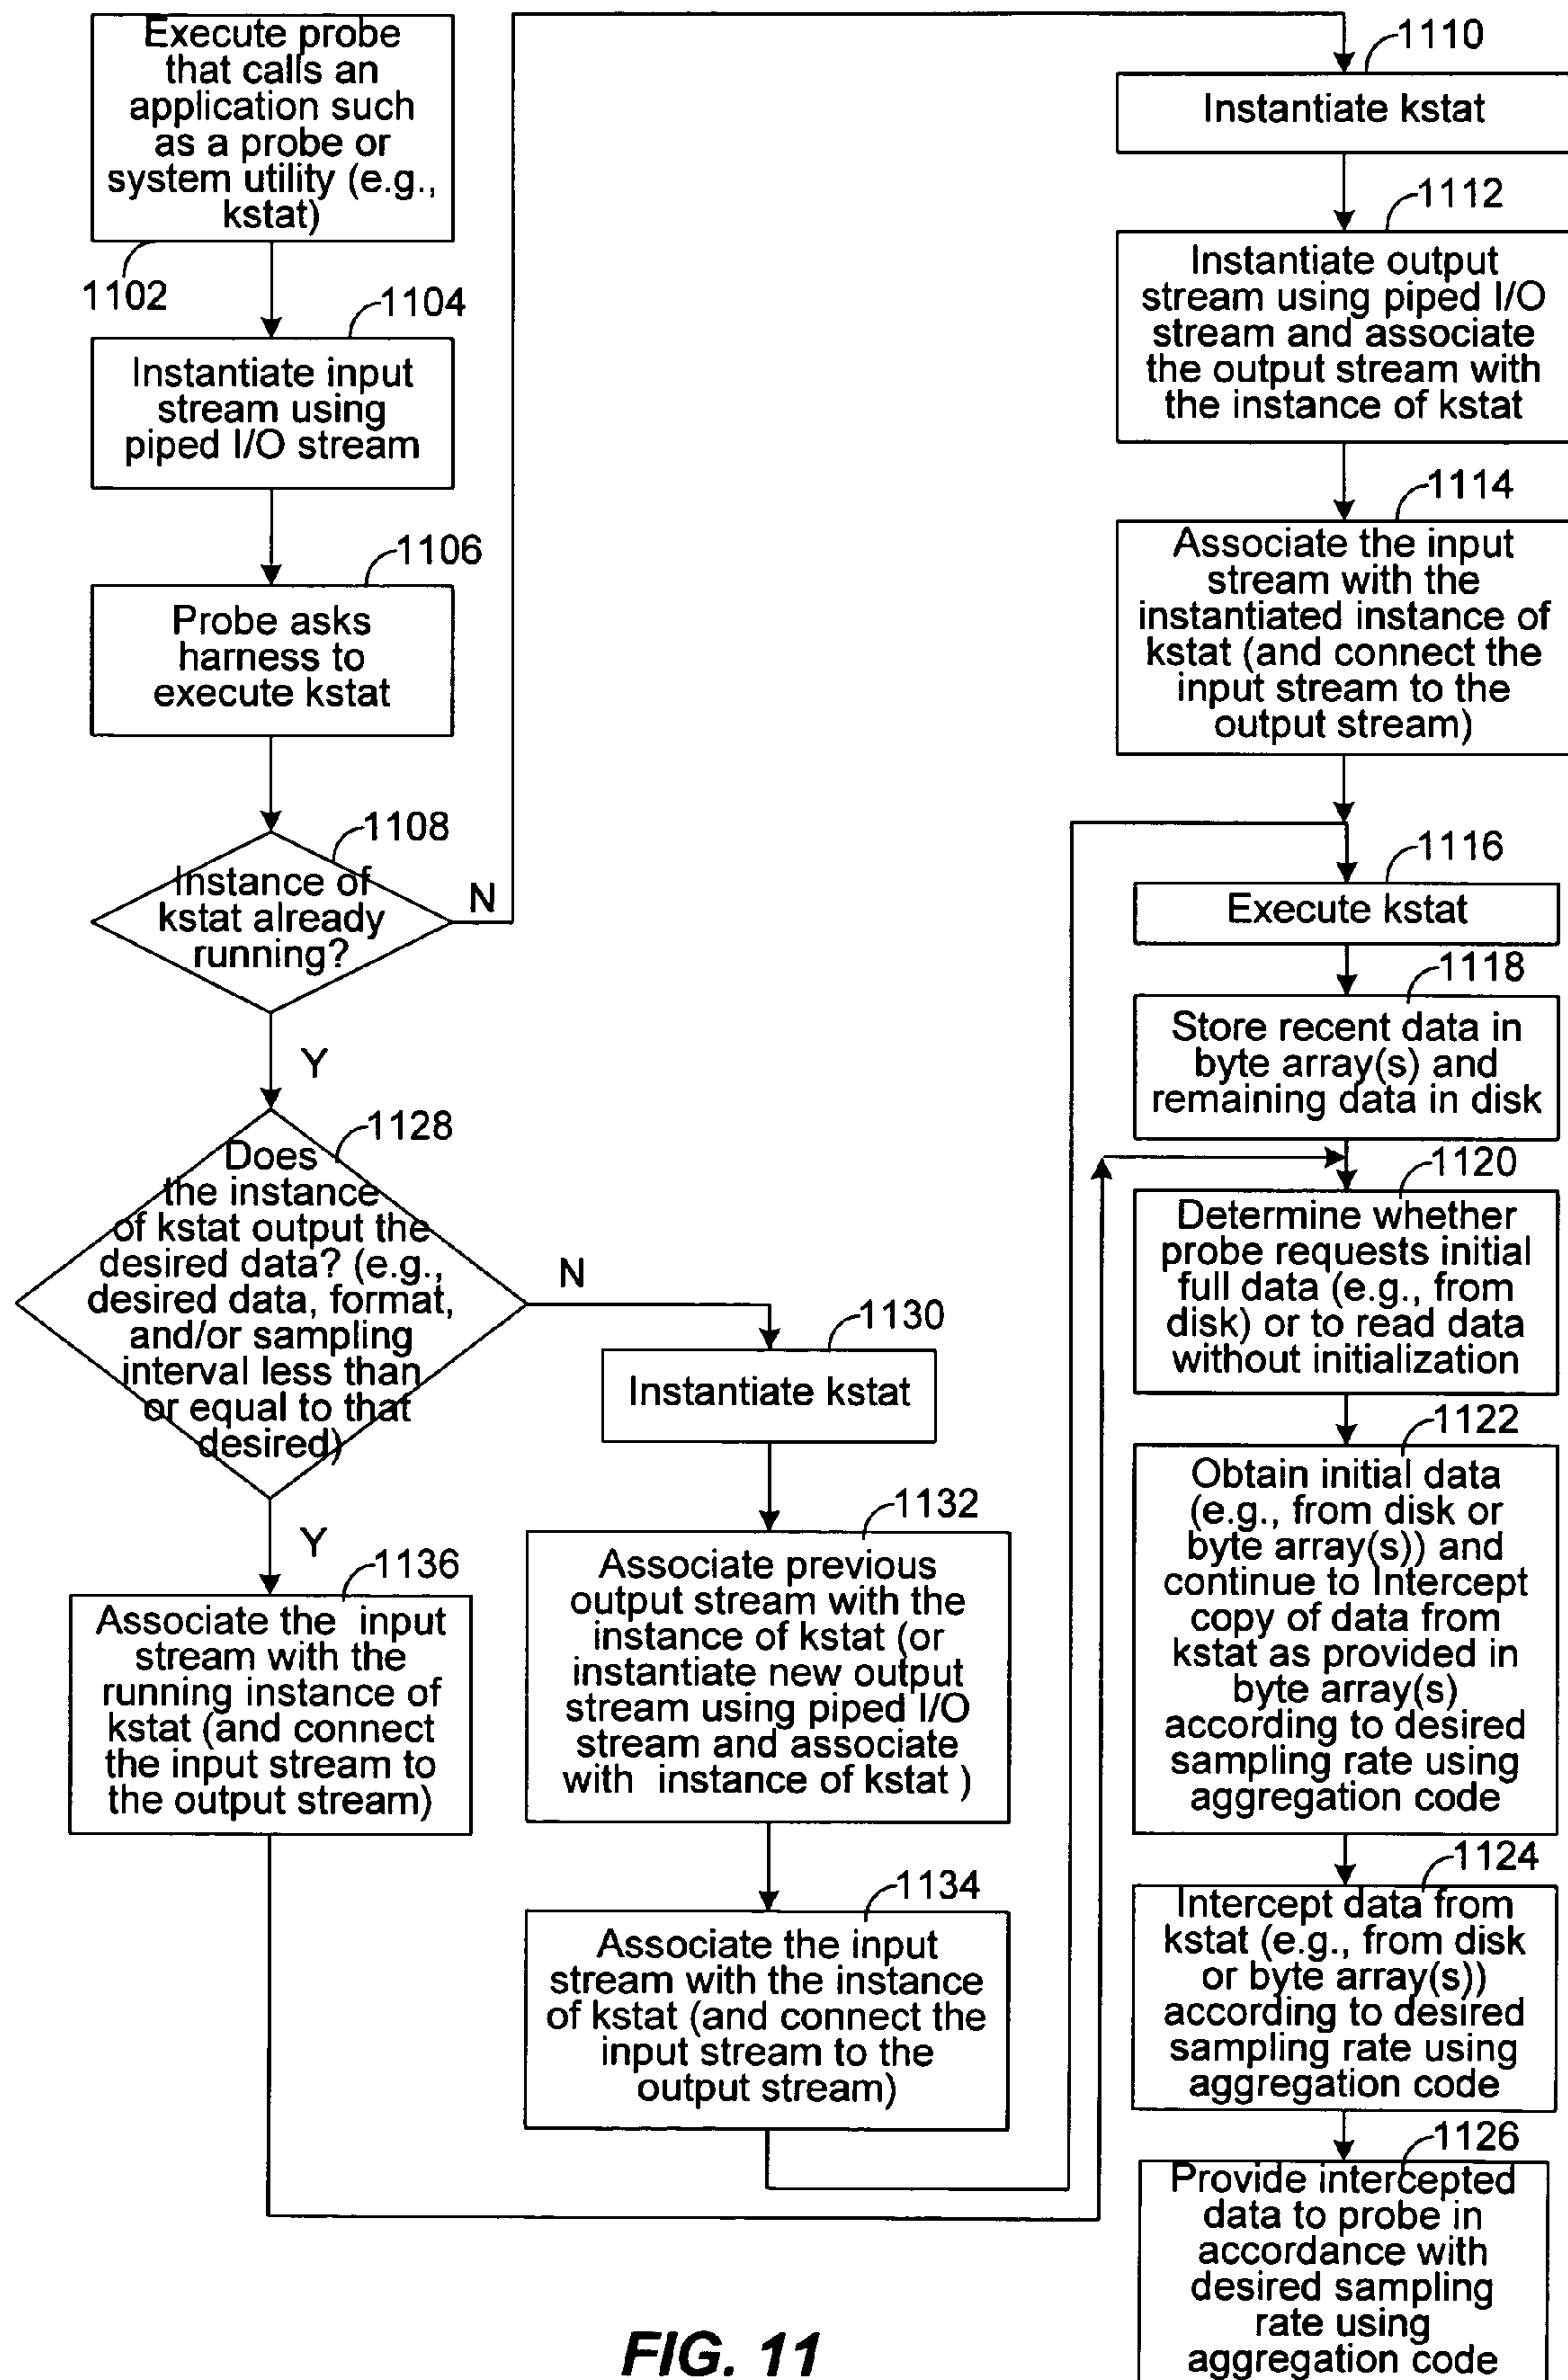 Execute probe
that calls an
application such
as a probe or
system utility (e.g.,
kstat)
1102
1104
Instantiate input
stream using
piped I/O stream
1106
Probe asks
harness to
execute kstat
1108
Instance of
kstat already
running?
N
Y
1110
Instantiate kstat
1112
Instantiate output
stream using piped I/O
stream and associate
the output stream with
the instance of kstat
1114
Associate the input
stream with the
instantiated instance of
kstat (and connect the
input stream to the
output stream)
1116
Execute kstat
1118
Store recent data in
byte array(s) and
remaining data in disk
1120
Determine whether
probe requests initial
full data (e.g., from
disk) or to read data
without initialization
1122
Obtain initial data
(e.g., from disk or
byte array(s)) and
continue to Intercept
copy of data from
kstat as provided in
byte array(s)
according to desired
sampling rate using
aggregation code
1124
Intercept data from
kstat (e.g., from disk
or byte array(s))
according to desired
sampling rate using
aggregation code
1126
Provide intercepted
data to probe in
accordance with
desired sampling
rate using
aggregation code
1128
Does
the instance
of kstat output the
desired data? (e.g.,
desired data, format,
and/or sampling
interval less than
or equal to that
desired)
N
Y
1130
Instantiate kstat
1132
Associate previous
output stream with the
instance of kstat (or
instantiate new output
stream using piped I/O
stream and associate
with instance of kstat )
1134
Associate the input
stream with the instance
of kstat (and connect the
input stream to the
output stream)
1136
Associate the input
stream with the
running instance of
kstat (and connect
the input stream to
the output stream)
FIG. 11